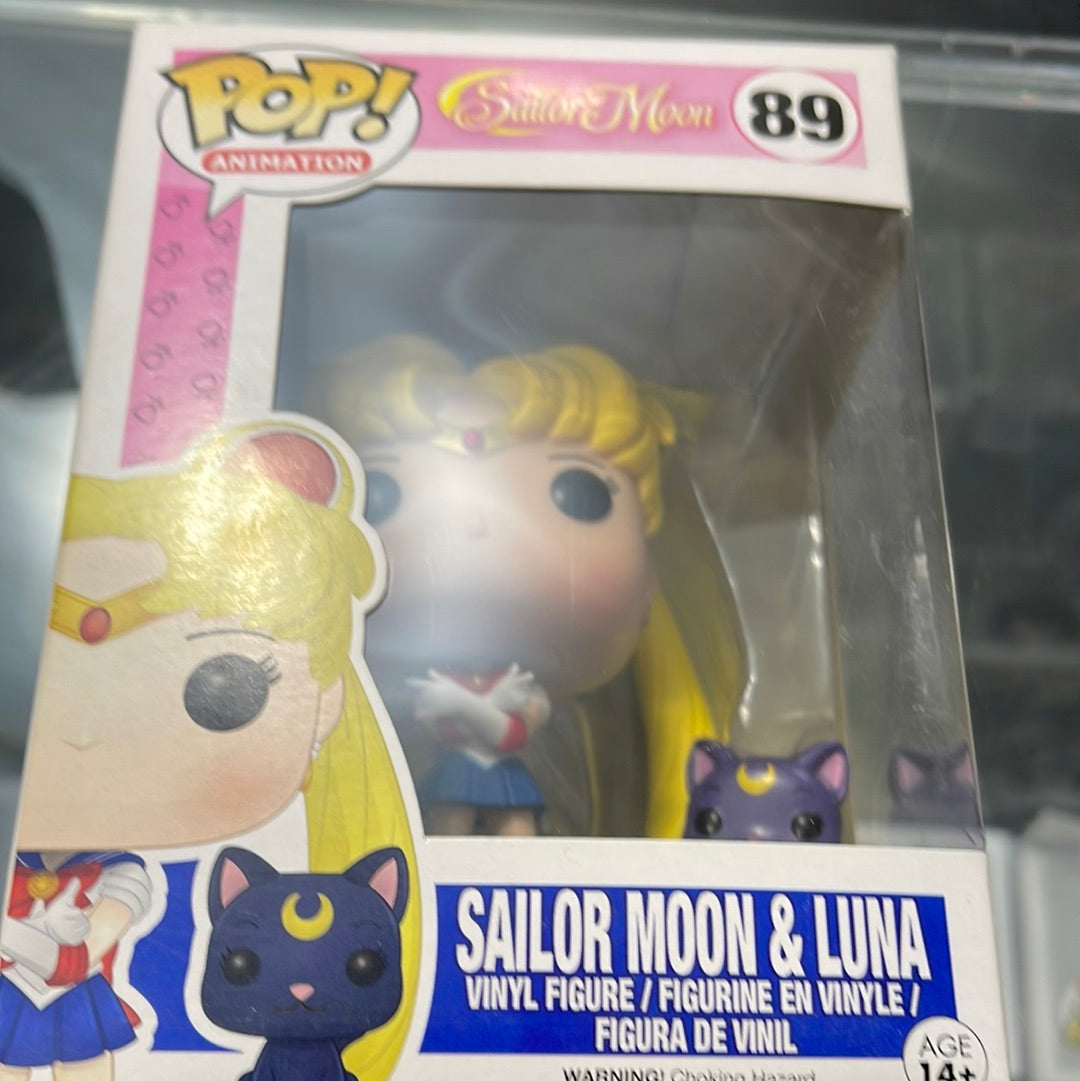 POP!
ANIMATION
Sailor Moon
89
SAILOR MOON & LUNA
VINYL FIGURE / FIGURINE EN VINYLE /
FIGURA DE VINIL
AGE
14+
WARNING! Choking Hazard